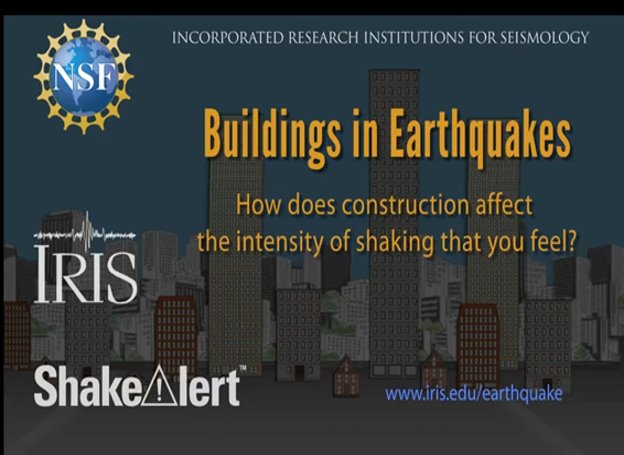 INCORPORATED RESEARCH INSTITUTIONS FOR SEISMOLOGY
NSF
Buildings in Earthquakes
How does construction affect
the intensity of shaking that you feel?
IRIS
ShakeAlert™
www.iris.edu/earthquake